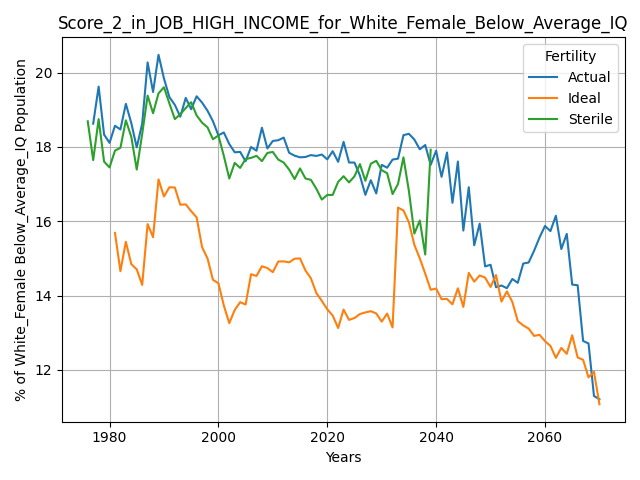 Score_2_in_JOB_HIGH_INCOME_for_White_Female_Below_Average_IQ
% of White_Female Below_Average_IQ Population
20
18
16
14
12
Fertility
Actual
Ideal
Sterile
1980
2000
2020
2040
2060
Years